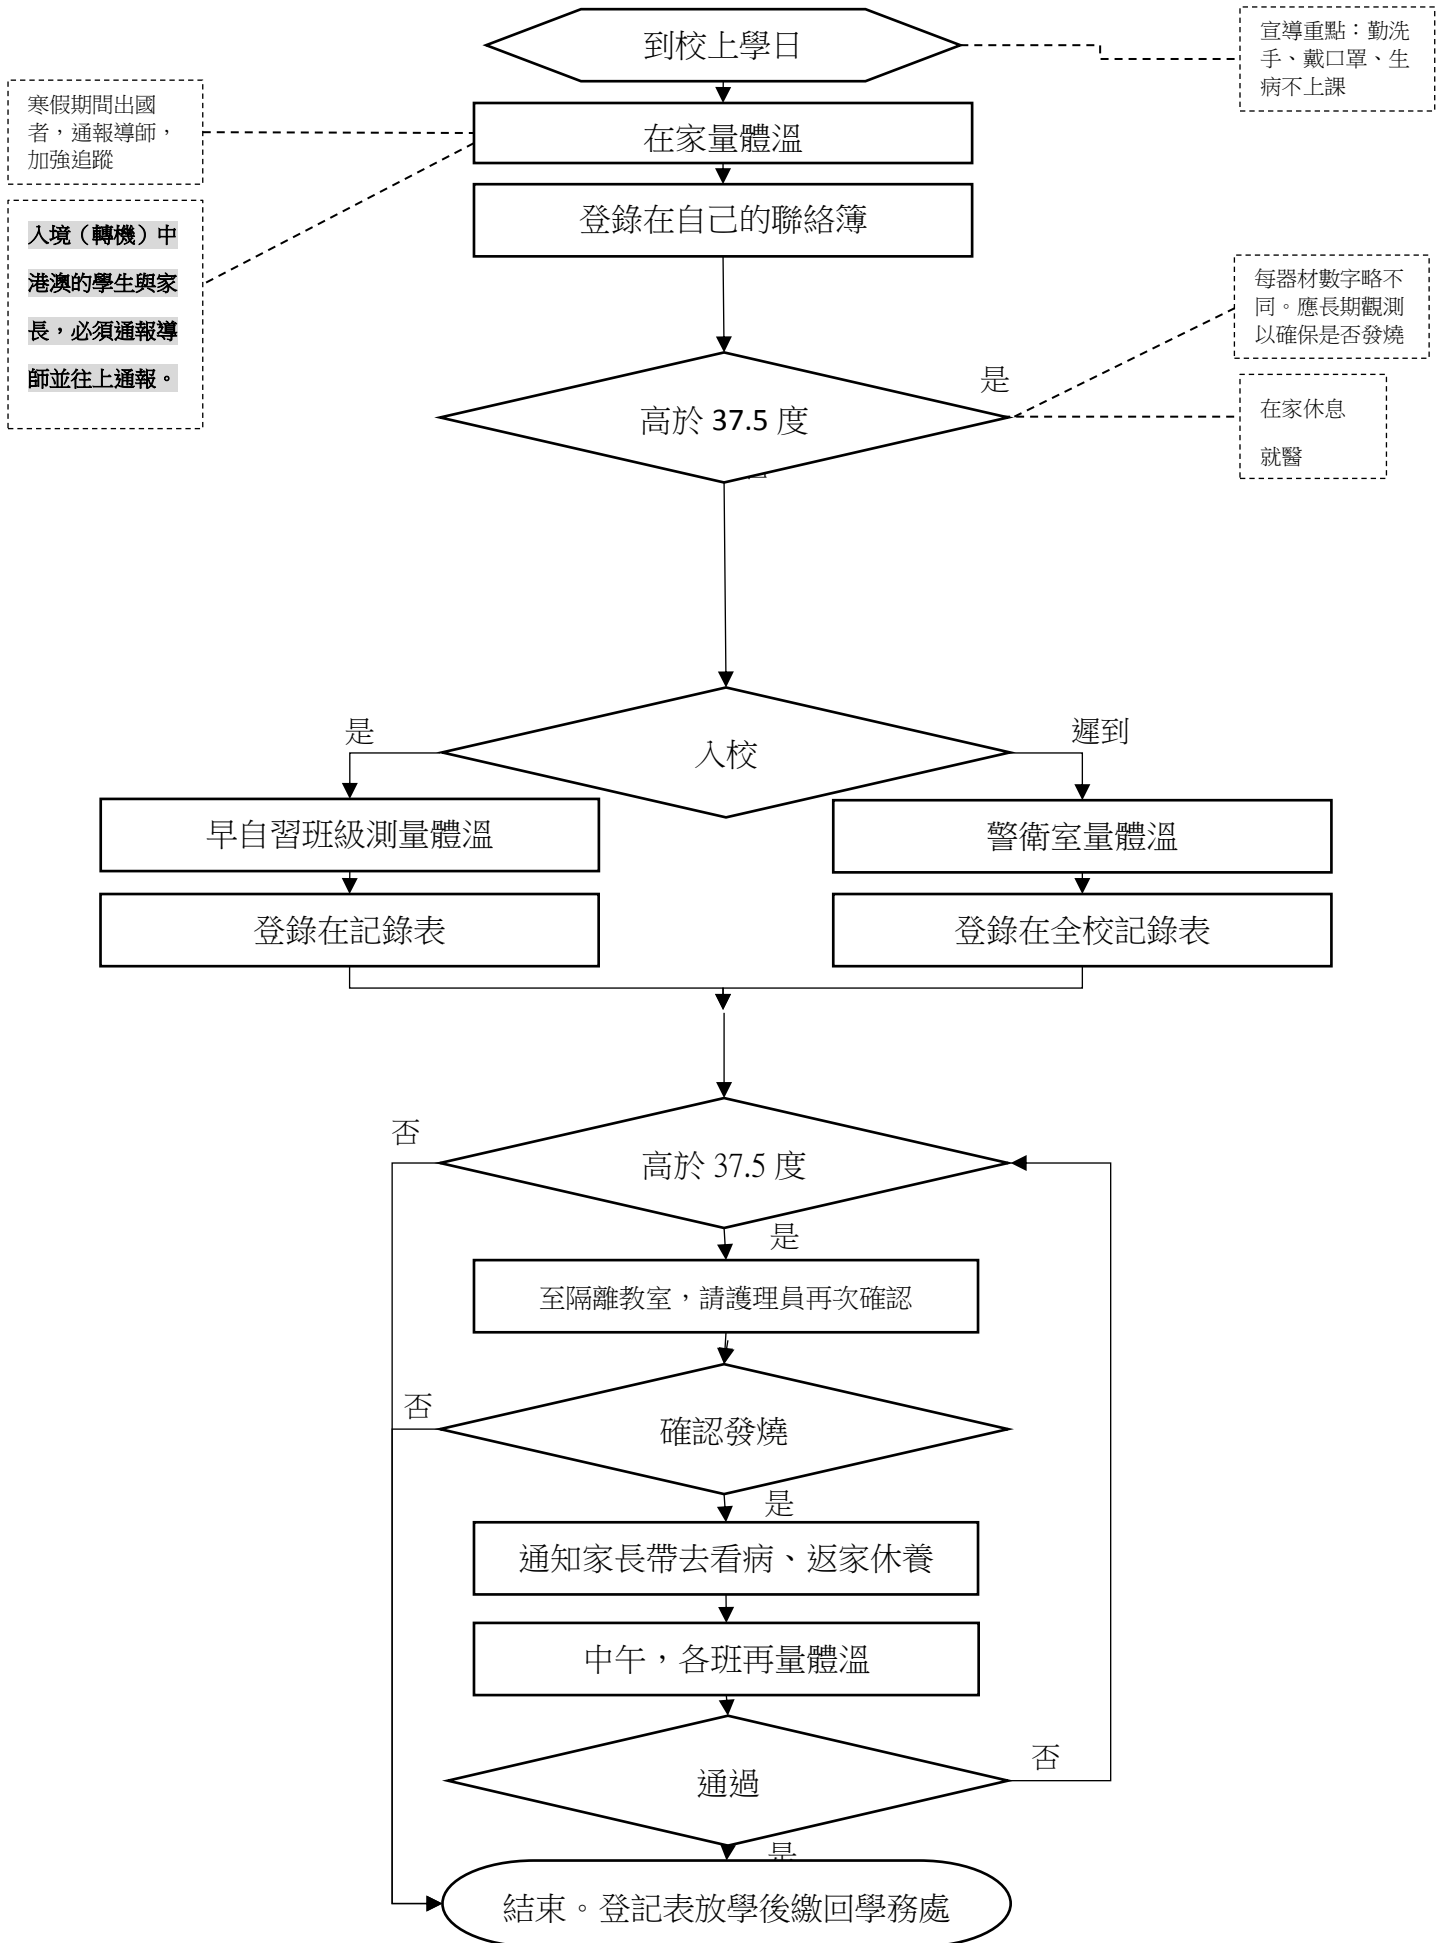 到校上學日
宣導重點：勤洗
手、戴口罩、生
病不上課
寒假期間出國
者，通報導師，
加強追蹤
在家量體溫
登錄在自己的聯絡簿
入境（轉機）中
港澳的學生與家
長，必須通報導
師並往上通報。
每器材數字略不
同。應長期觀測
以確保是否發燒
是
高於 37.5 度
在家休息
就醫
是
入校
遲到
早自習班級測量體溫
警衛室量體溫
登錄在記錄表
登錄在全校記錄表
否
高於 37.5 度
是
至隔離教室，請護理員再次確認
否
確認發燒
是
通知家長帶去看病、返家休養
中午，各班再量體溫
否
通過
是
結束。登記表放學後繳回學務處